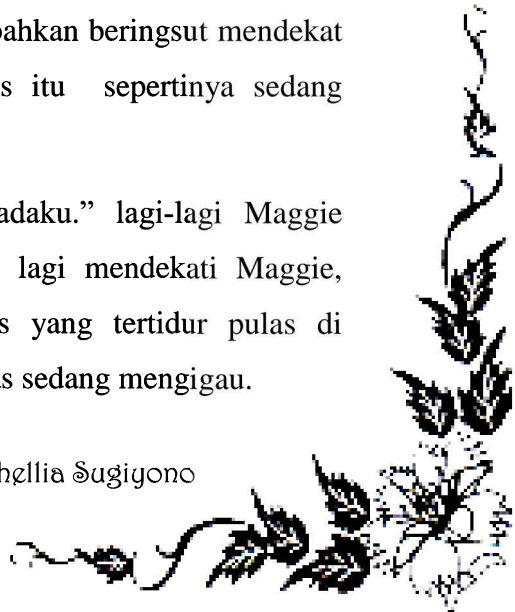 bahkan beringsut mendekat
s itu sepertinya sedang
adaku.” lagi-lagi Maggie
lagi mendekati Maggie,
s yang tertidur pulas di
as sedang mengigau.
hellia Sugiyono